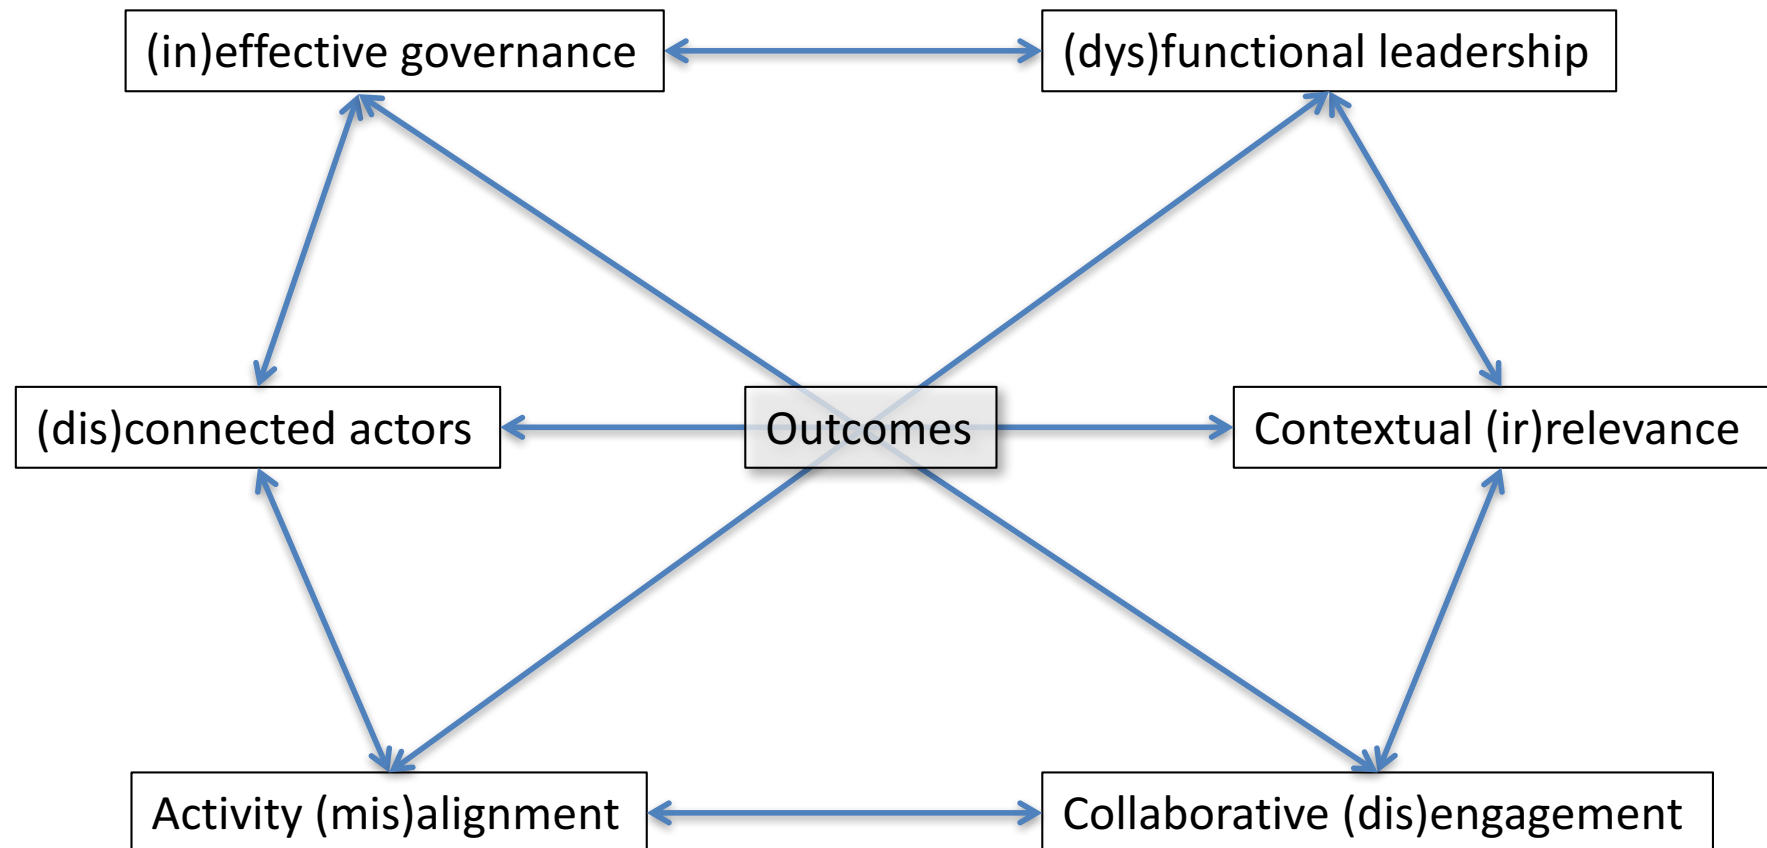 (in)effective governance
(dys)functional leadership
(dis)connected actors
Outcomes
Contextual (ir)relevance
Activity (mis)alignment
Collaborative (dis)engagement